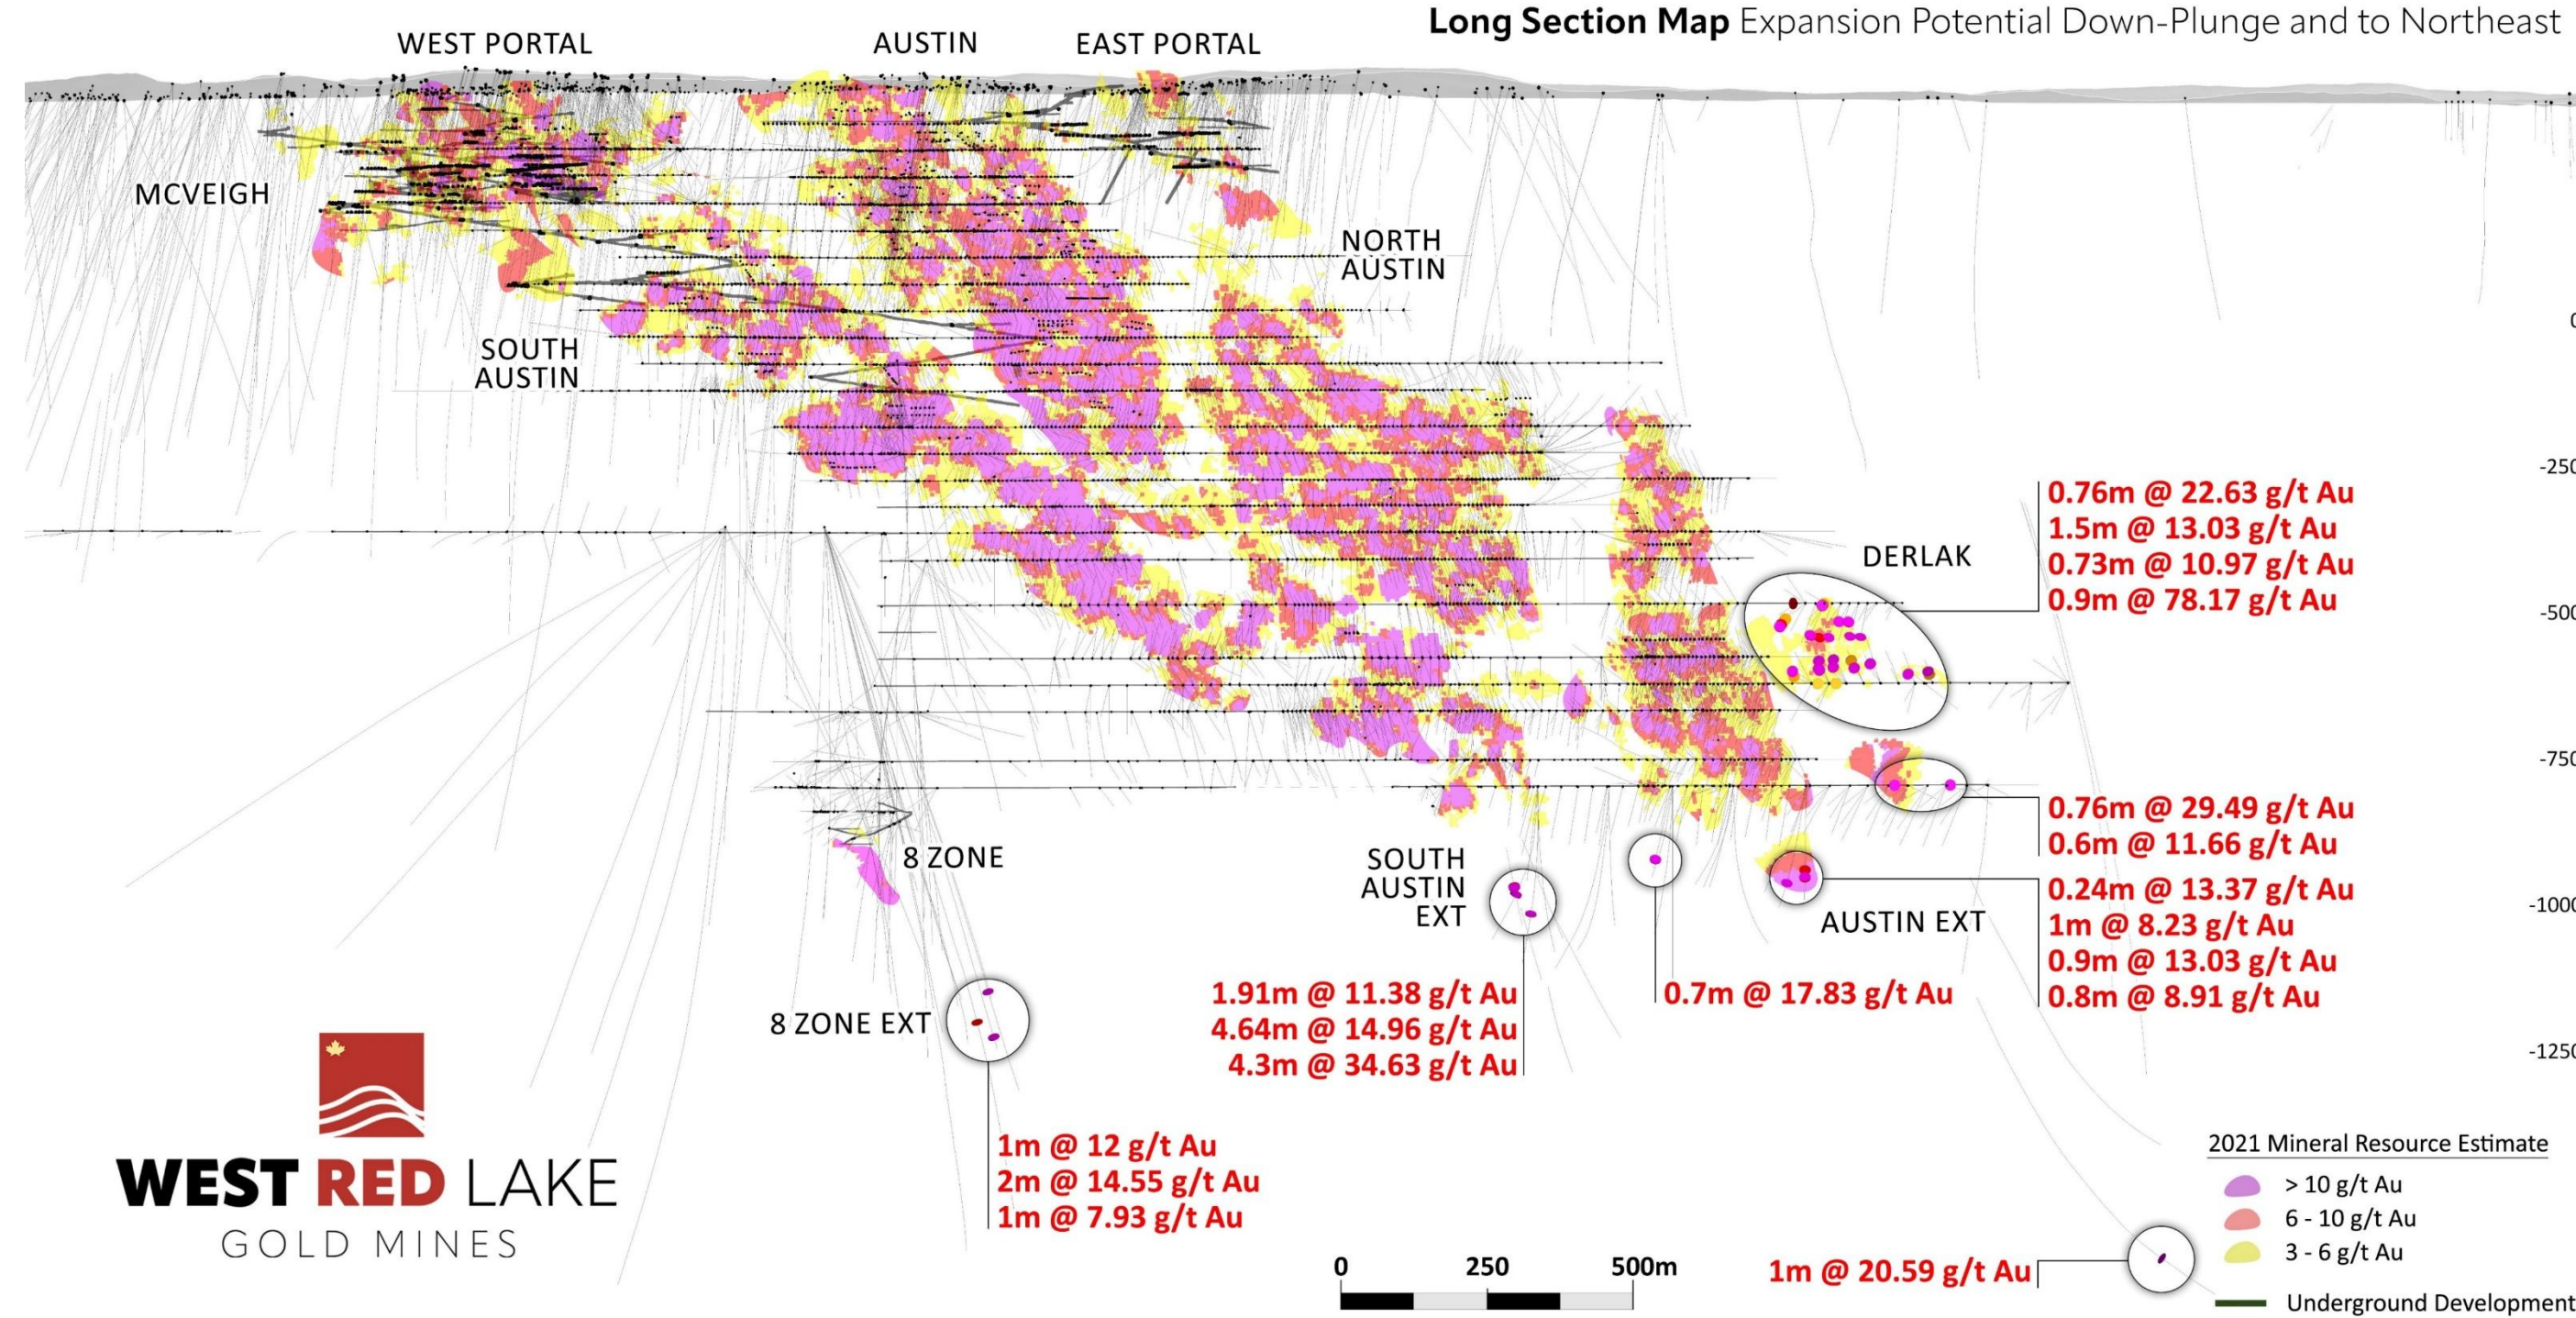 Long Section Map Expansion Potential Down-Plunge and to Northeast
WEST PORTAL
AUSTIN
EAST PORTAL
MCVEIGH
NORTH
AUSTIN
0
SOUTH
AUSTIN
-250
0.76m @ 22.63 g/t Au
1.5m @ 13.03 g/t Au
0.73m @ 10.97 g/t Au
0.9m @ 78.17 g/t Au
DERLAK
-500
-750
0.76m @ 29.49 g/t Au
0.6m @ 11.66 g/t Au
8 ZONE
SOUTH
AUSTIN
EXT
0.24m @ 13.37 g/t Au
1m @ 8.23 g/t Au
0.9m @ 13.03 g/t Au
0.8m @ 8.91 g/t Au
-1000
AUSTIN EXT
1.91m @ 11.38 g/t Au
4.64m @ 14.96 g/t Au
4.3m @ 34.63 g/t Au
0.7m @ 17.83 g/t Au
8 ZONE EXT
-1250
1m @ 12 g/t Au
2m @ 14.55 g/t Au
1m @ 7.93 g/t Au
WEST RED LAKE
GOLD MINES
0 250 500m
1m @ 20.59 g/t Au
2021 Mineral Resource Estimate
> 10 g/t Au
6 - 10 g/t Au
3 - 6 g/t Au
Underground Development